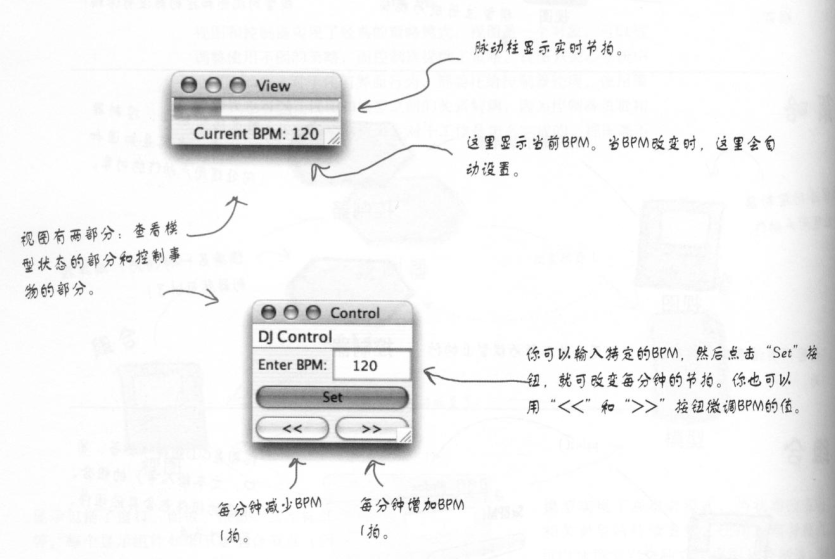 脉动柱显示实时节拍。
View
Current BPM: 120
这里显示当前BPM。当BPM改变时，这里会自
动设置。
视图有两部分：查看模
型状态的部分和控制事
物的部分。
Control
DJ Control
Enter BPM: 120
Set
<< >>
你可以输入特定的BPM，然后点击“Set”按
钮，就可改变每分钟的节拍。你也可以
用“<<”和“>>”按钮微调BPM的值。
每分钟减少BPM
1拍。
每分钟增加BPM
1拍。